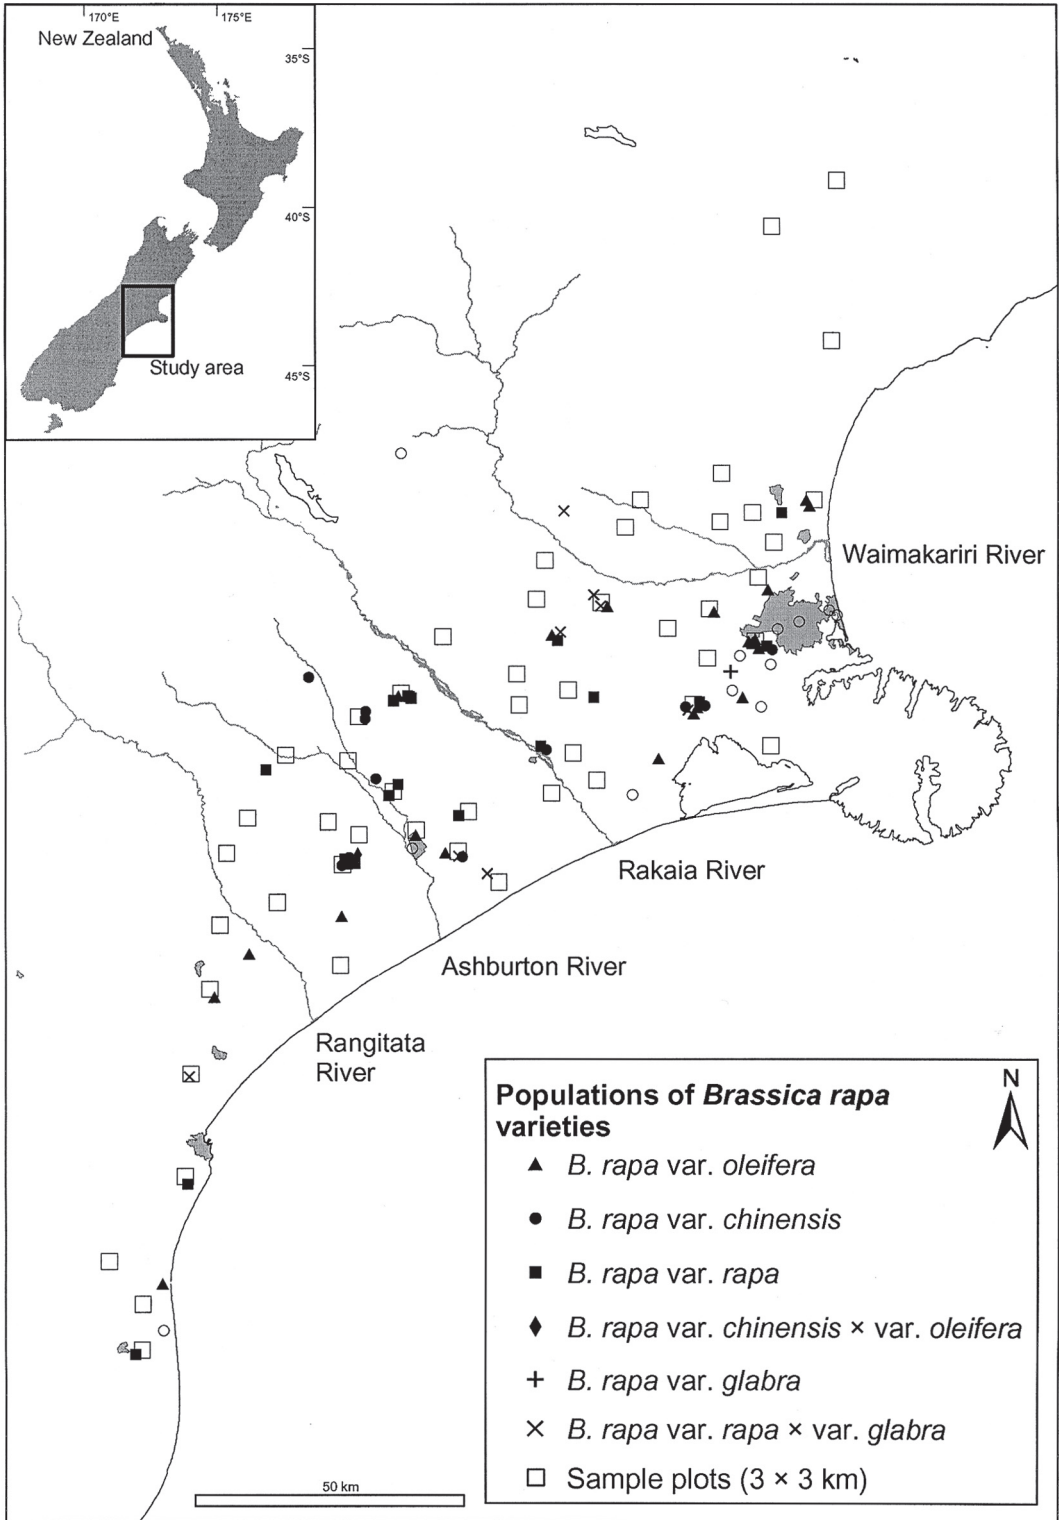 170°E
175°E
New Zealand
35°S
40°S
45°S
Study area
Waimakariri River
Rakaia River
Ashburton River
Rangitata
River
Populations of Brassica rapa
varieties
N
B. rapa var. oleifera
B. rapa var. chinensis
B. rapa var. rapa
B. rapa var. chinensis × var. oleifera
B. rapa var. glabra
B. rapa var. rapa × var. glabra
Sample plots (3 × 3 km)
50 km